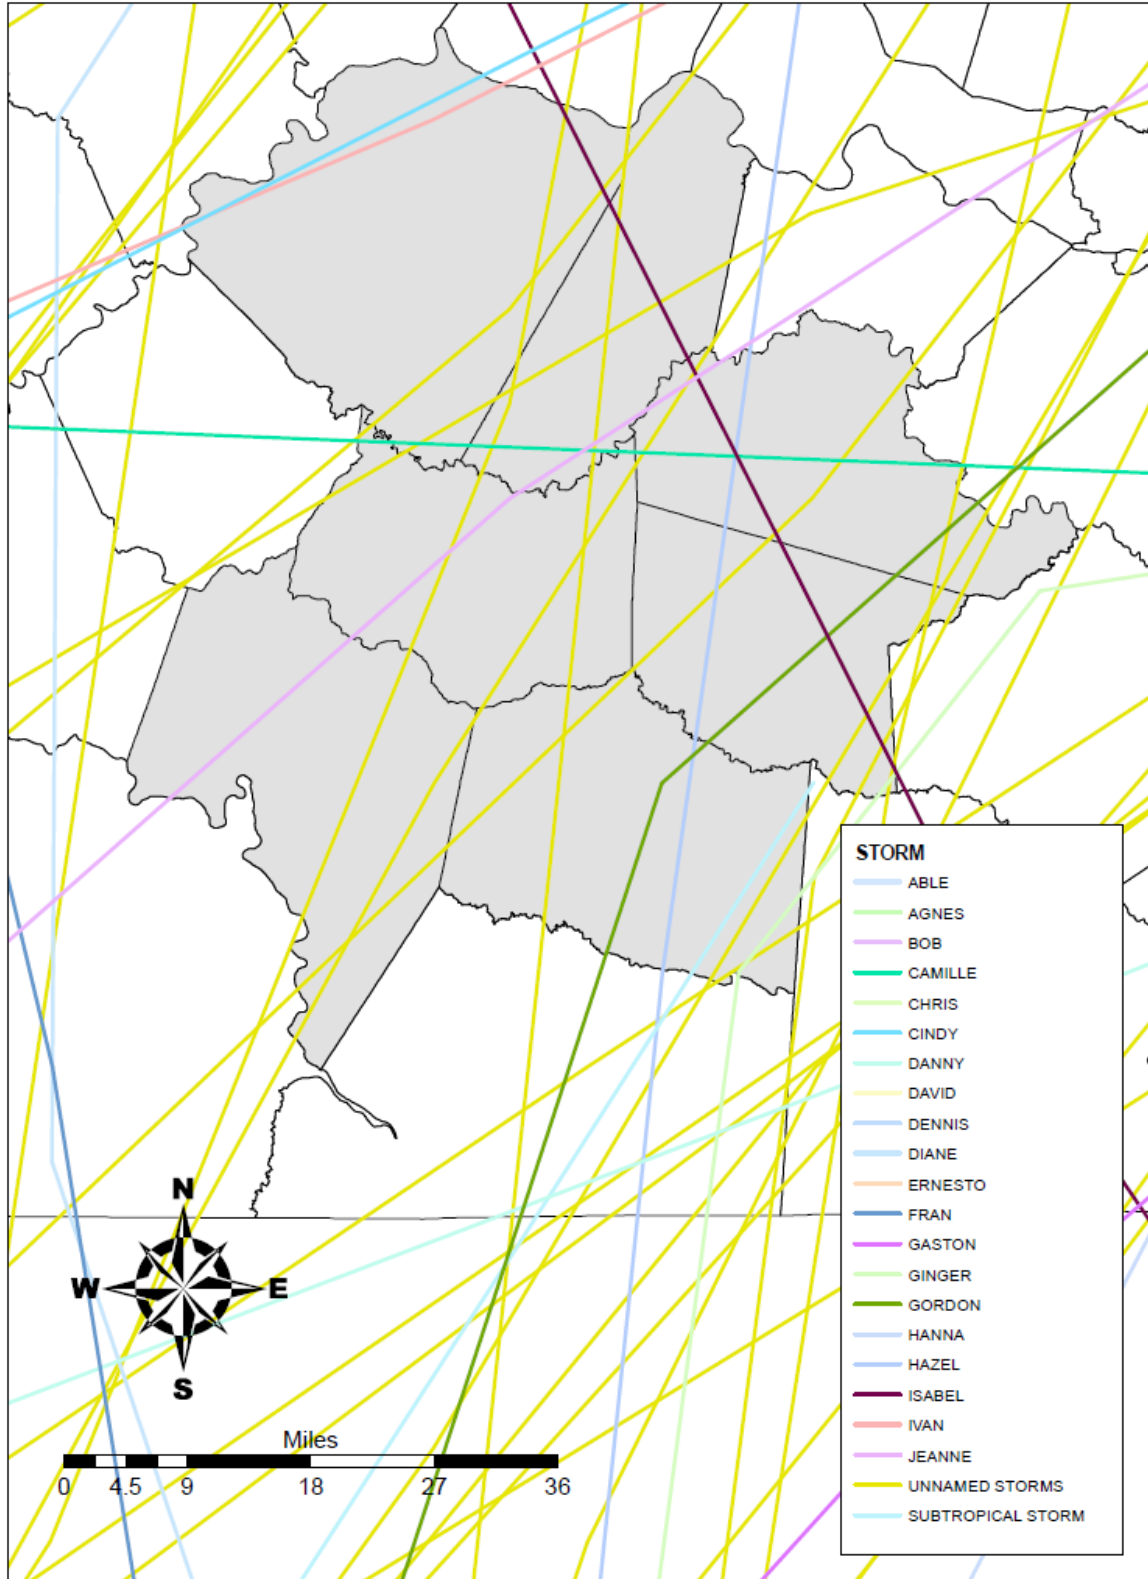 STORM
ABLE
AGNES
BOB
CAMILLE
CHRIS
CINDY
DANNY
DAVID
DENNIS
DIANE
ERNESTO
FRAN
GASTON
GINGER
GORDON
HANNA
HAZEL
ISABEL
IVAN
JEANNE
UNNAMED STORMS
SUBTROPICAL STORM
N
W E
S
Miles
0 4.5 9 18 27 36